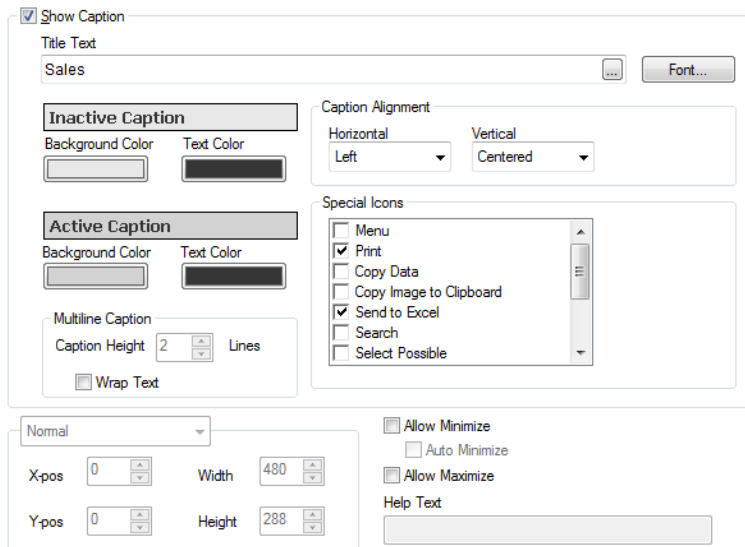 Show Caption
Title Text
Sales
...
Font...
Inactive Caption
Background Color Text Color
Caption Alignment
Horizontal Vertical
Left Centered
Active Caption
Background Color Text Color
Special Icons
Menu
Print
Copy Data
Copy Image to Clipboard
Send to Excel
Search
Select Possible
Multiline Caption
Caption Height 2 Lines
Wrap Text
Normal
X-pos 0 Width 480
Y-pos 0 Height 288
Allow Minimize
Auto Minimize
Allow Maximize
Help Text